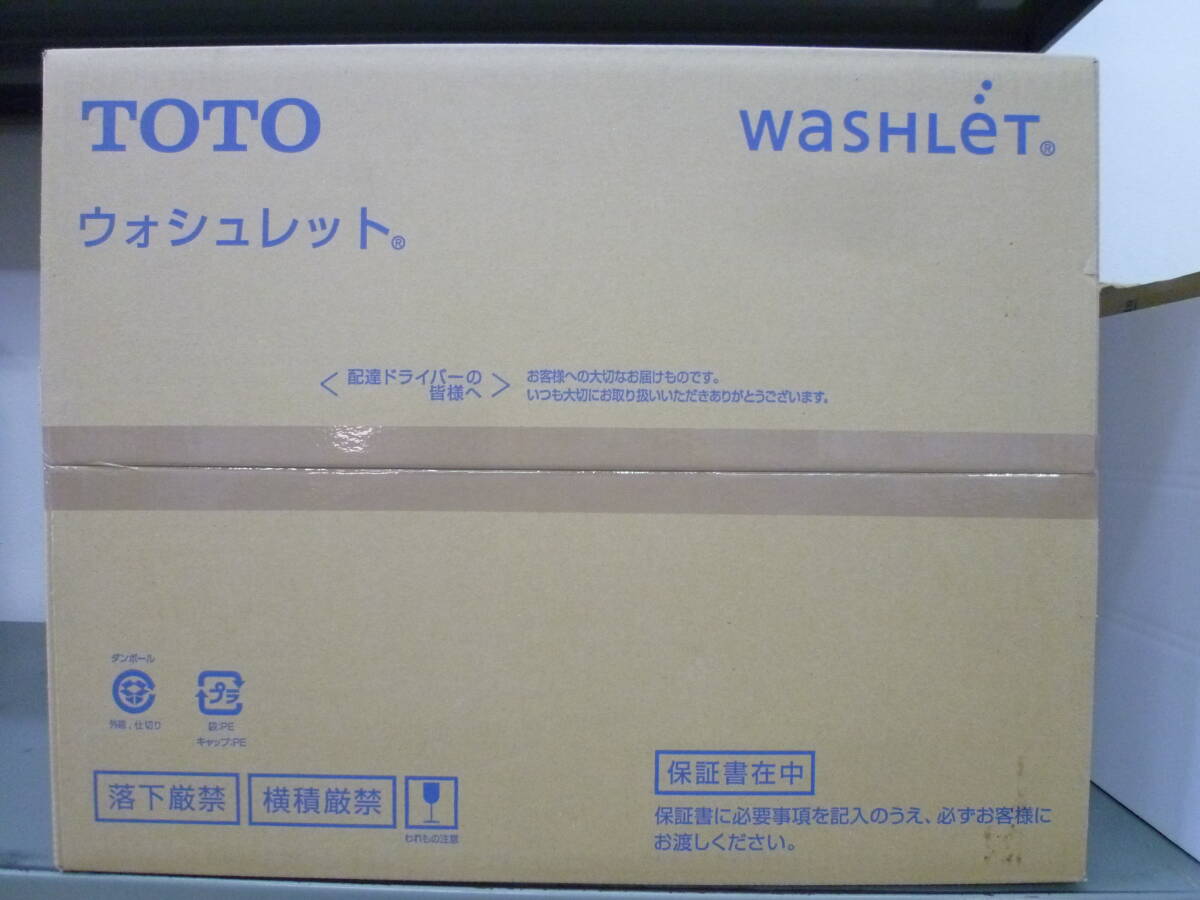 TOTO
WASHLET®
ウォシュレット®
〈 配達ドライバーの
皆様へ 〉
お客様への大切なお届けものです。
いつも大切にお取り扱いいただきありがとうございます。
ダンボール
外箱、仕切り
プラ
袋:PE
キャップ:PE
落下厳禁
横積厳禁
われもの注意
保証書在中
保証書に必要事項を記入のうえ、必ずお客様に
お渡しください。